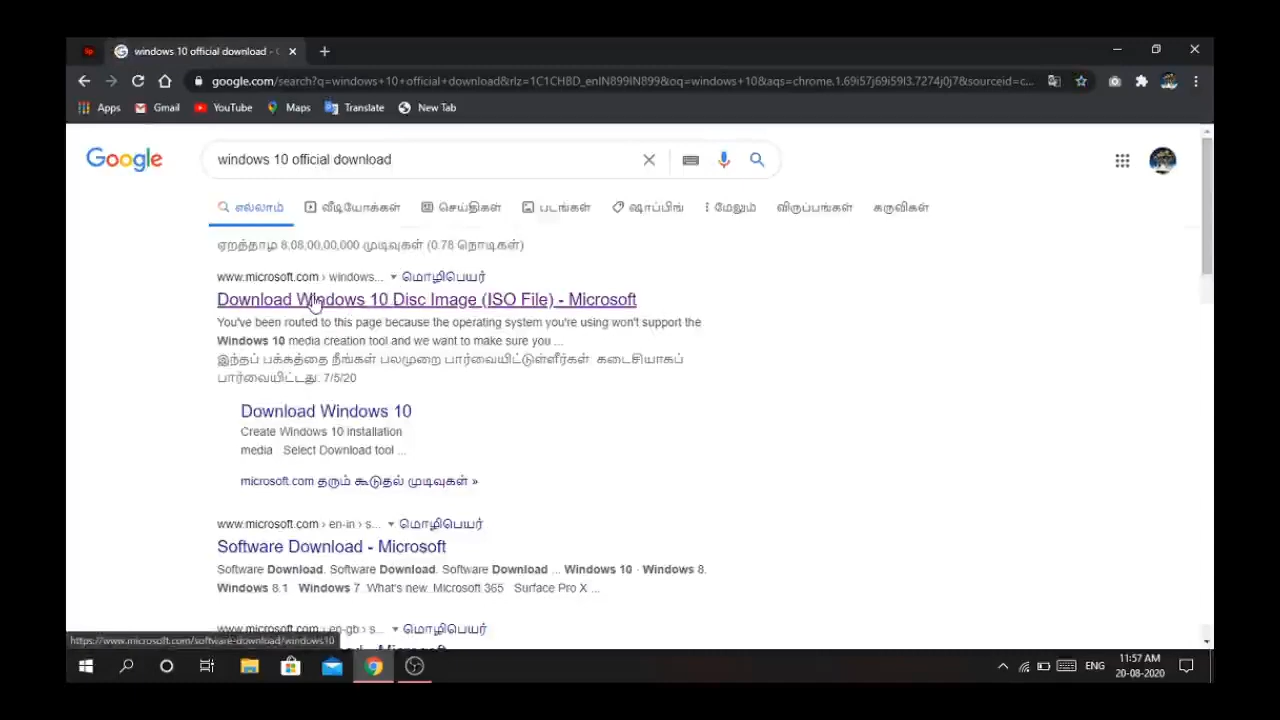 windows 10 official download - G
google.com/search?q=windows+10+official+download&rlz=1C1CHBD_enIN899IN899&oq=windows+10&aqs=chrome.1.69i57j69i59l3.7274j0j7&sourceid=c...
Apps Gmail YouTube Maps Translate New Tab
Google windows 10 official download
எல்லாம் வீடியோக்கள் செய்திகள் படங்கள் ஷாப்பிங் மேலும் விருப்பங்கள் கருவிகள்
ஏறத்தாழ 8,08,00,00,000 முடிவுகள் (0.78 நொடிகள்)
www.microsoft.com › windows... மொழிபெயர்
Download Windows 10 Disc Image (ISO File) - Microsoft
You've been routed to this page because the operating system you're using won't support the
Windows 10 media creation tool and we want to make sure you ...
இந்தப் பக்கத்தை நீங்கள் பலமுறை பார்வையிட்டுள்ளீர்கள். கடைசியாகப்
பார்வையிட்டது: 7/5/20
Download Windows 10
Create Windows 10 installation
media Select Download tool ...
microsoft.com தரும் கூடுதல் முடிவுகள் »
www.microsoft.com › en-in › s... மொழிபெயர்
Software Download - Microsoft
Software Download. Software Download. Software Download ... Windows 10 · Windows 8.
Windows 8.1 Windows 7. What's new. Microsoft 365 Surface Pro X ...
en-gb › s... மொழிபெயர்
https://www.microsoft.com/software-download/windows10
ENG
11:57 AM
20-08-2020